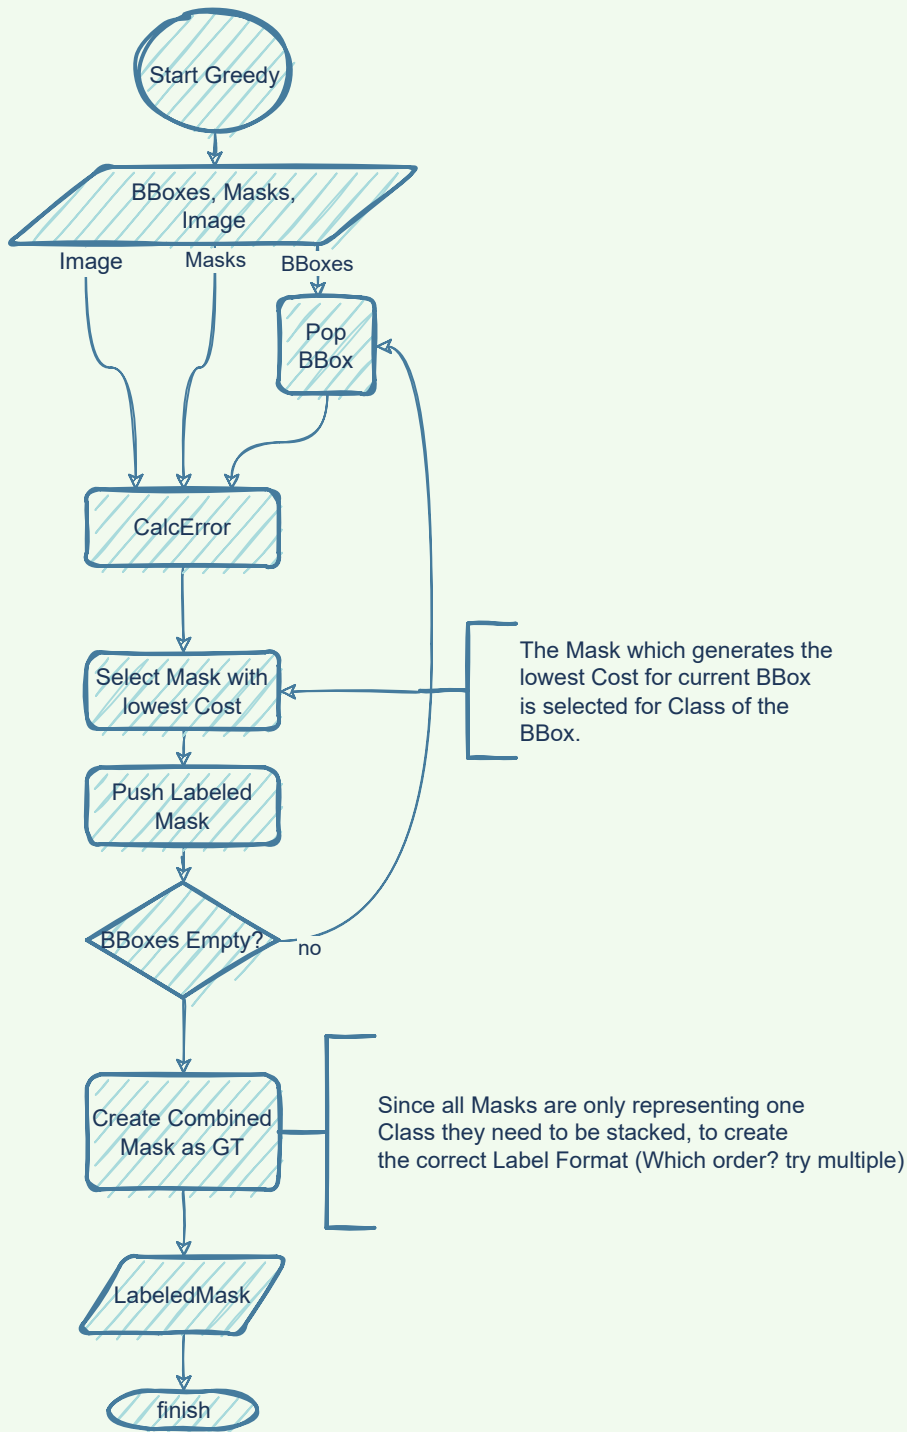 Start Greedy
BBoxes, Masks,
Image
Image
Masks
BBoxes
Pop
BBox
CalcError
Select Mask with
lowest Cost
The Mask which generates the
lowest Cost for current BBox
is selected for Class of the
BBox.
Push Labeled
Mask
BBoxes Empty?
no
Create Combined
Mask as GT
Since all Masks are only representing one
Class they need to be stacked, to create
the correct Label Format (Which order? try multiple)
LabeledMask
finish